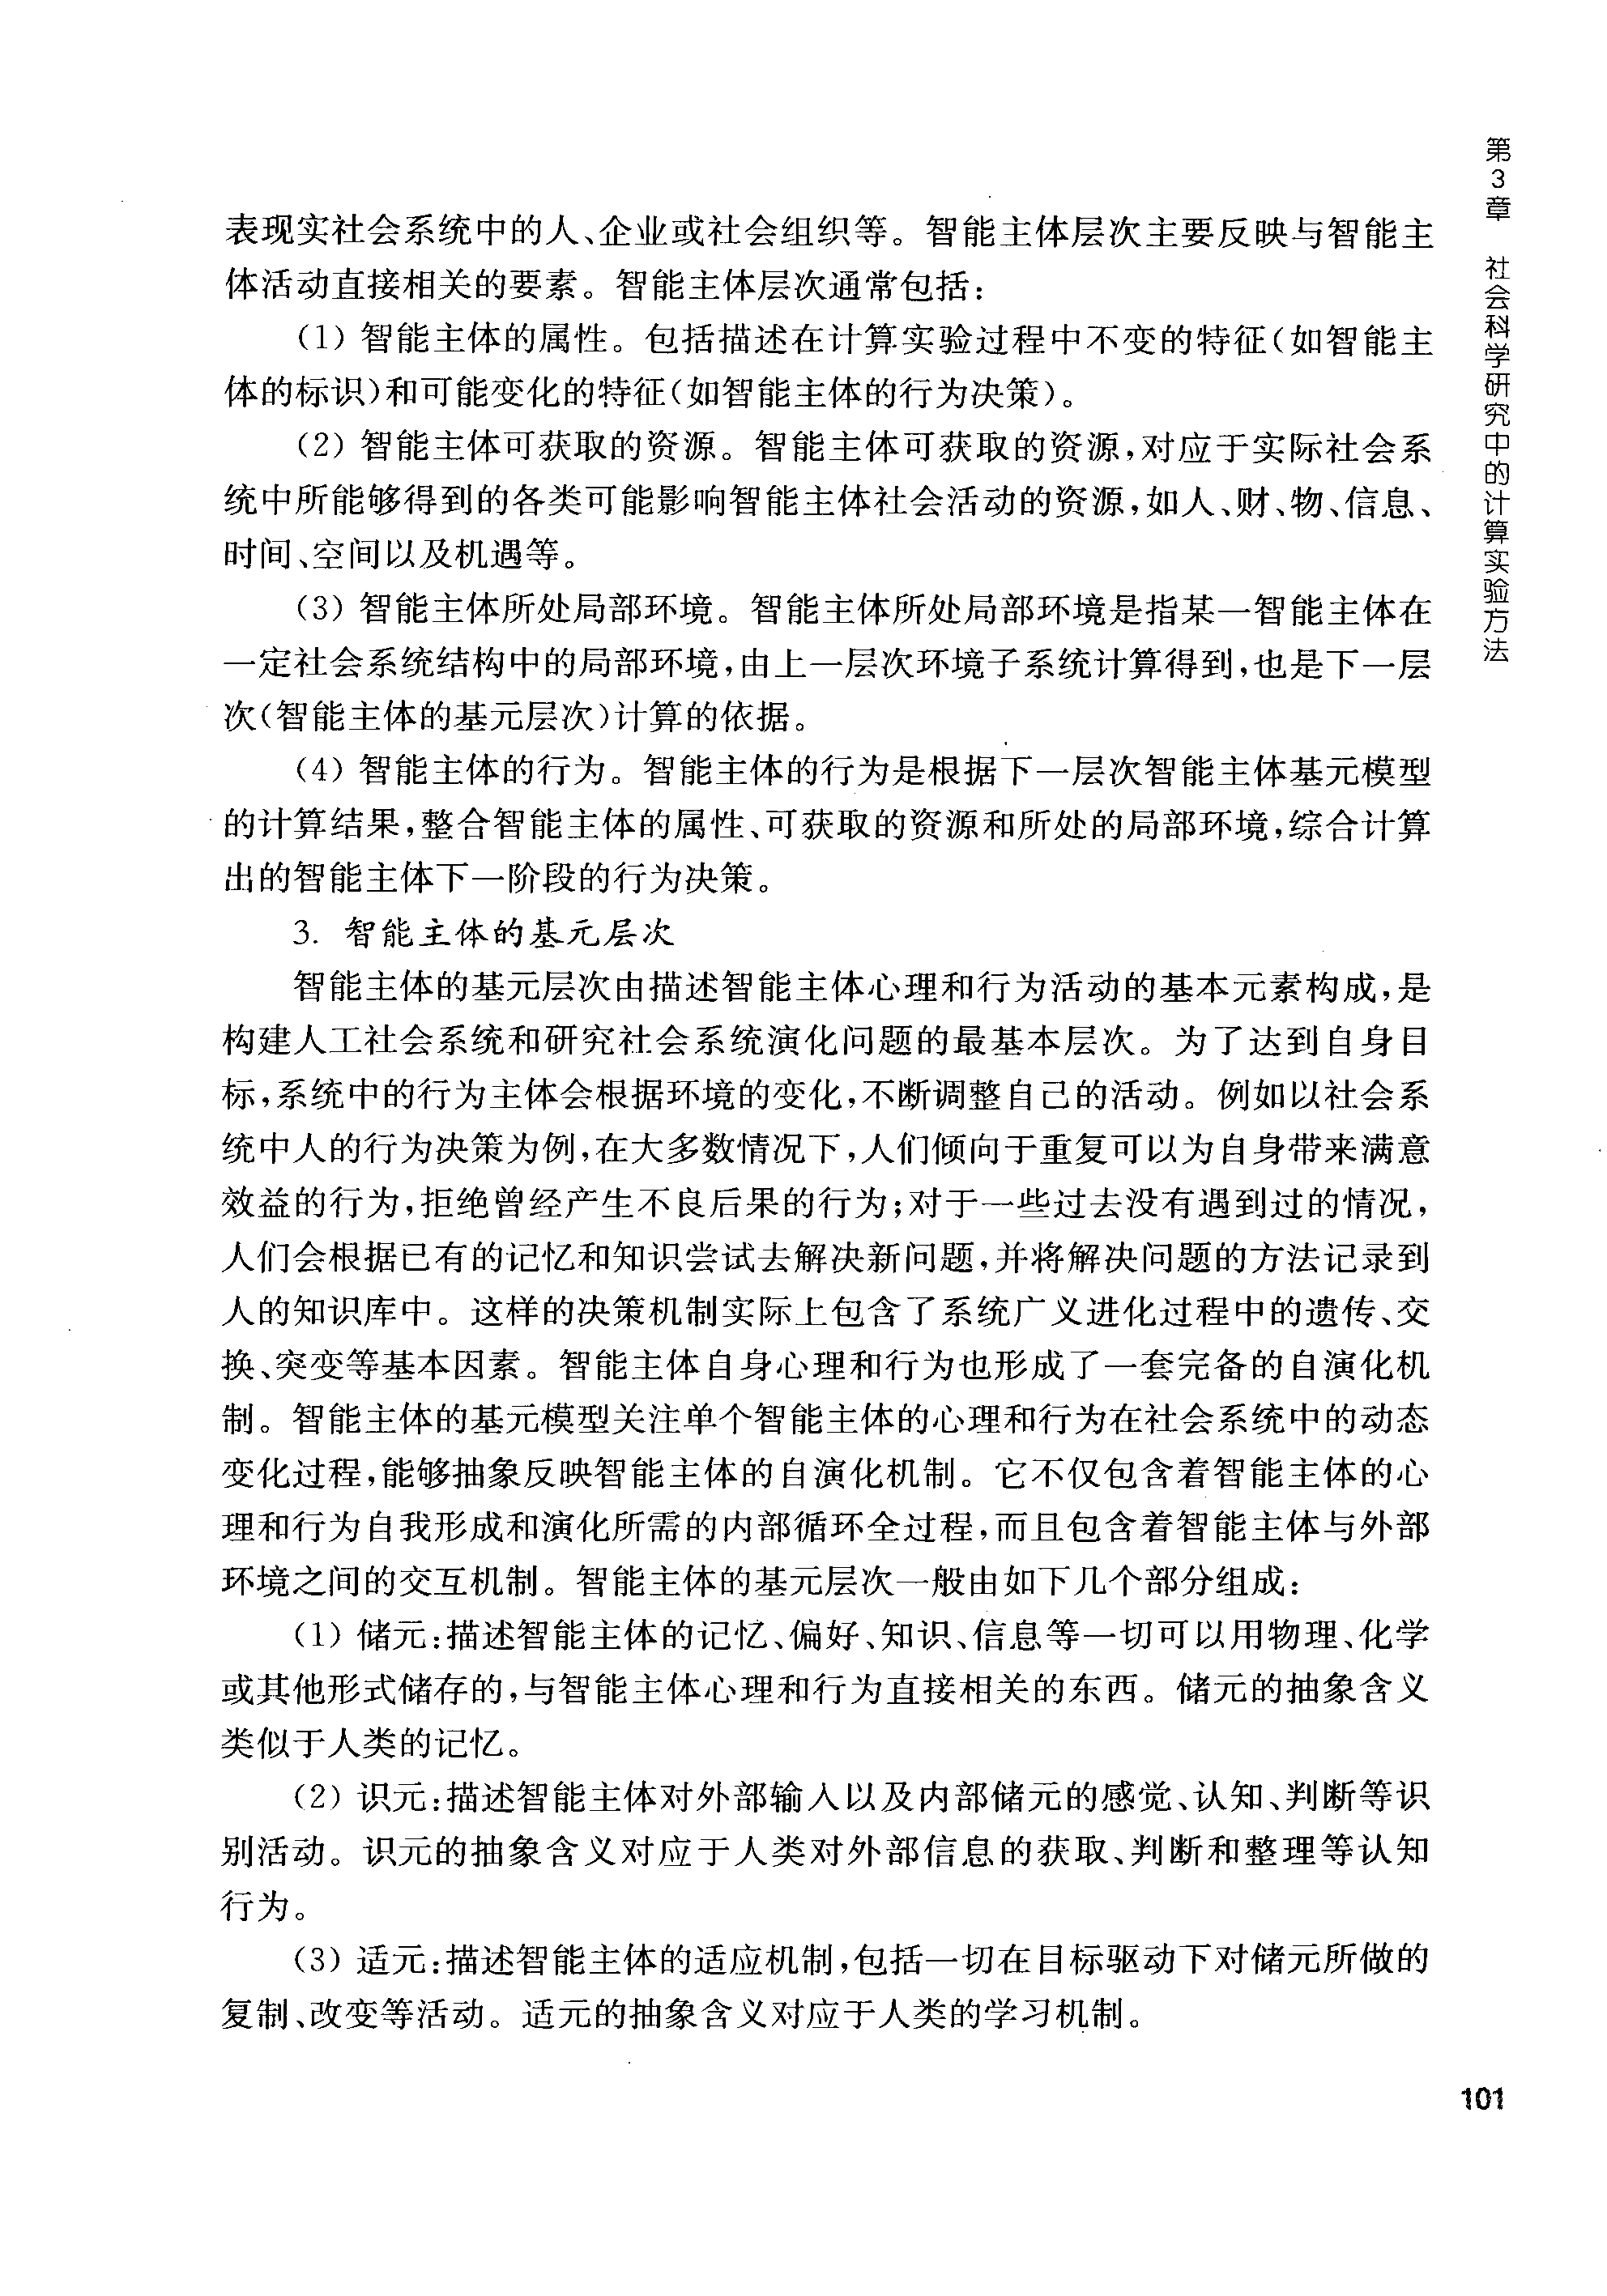 第3章 社会科学研究中的计算实验方法
表现实社会系统中的人、企业或社会组织等。智能主体层次主要反映与智能主
体活动直接相关的要素。智能主体层次通常包括：
（1）智能主体的属性。包括描述在计算实验过程中不变的特征（如智能主
体的标识）和可能变化的特征（如智能主体的行为决策）。
（2）智能主体可获取的资源。智能主体可获取的资源，对应于实际社会系
统中所能够得到的各类可能影响智能主体社会活动的资源，如人、财、物、信息、
时间、空间以及机遇等。
（3）智能主体所处局部环境。智能主体所处局部环境是指某一智能主体在
一定社会系统结构中的局部环境，由上一层次环境子系统计算得到，也是下一层
次（智能主体的基元层次）计算的依据。
（4）智能主体的行为。智能主体的行为是根据下一层次智能主体基元模型
的计算结果，整合智能主体的属性、可获取的资源和所处的局部环境，综合计算
出的智能主体下一阶段的行为决策。
3. 智能主体的基元层次
智能主体的基元层次由描述智能主体心理和行为活动的基本元素构成，是
构建人工社会系统和研究社会系统演化问题的最基本层次。为了达到自身目
标，系统中的行为主体会根据环境的变化，不断调整自己的活动。例如以社会系
统中人的行为决策为例，在大多数情况下，人们倾向于重复可以为自身带来满意
效益的行为，拒绝曾经产生不良后果的行为；对于一些过去没有遇到过的情况，
人们会根据已有的记忆和知识尝试去解决新问题，并将解决问题的方法记录到
人的知识库中。这样的决策机制实际上包含了系统广义进化过程中的遗传、交
换、突变等基本因素。智能主体自身心理和行为也形成了一套完备的自演化机
制。智能主体的基元模型关注单个智能主体的心理和行为在社会系统中的动态
变化过程，能够抽象反映智能主体的自演化机制。它不仅包含着智能主体的心
理和行为自我形成和演化所需的内部循环全过程，而且包含着智能主体与外部
环境之间的交互机制。智能主体的基元层次一般由如下几个部分组成：
（1）储元：描述智能主体的记忆、偏好、知识、信息等一切可以用物理、化学
或其他形式储存的，与智能主体心理和行为直接相关的东西。储元的抽象含义
类似于人类的记忆。
（2）识元：描述智能主体对外部输入以及内部储元的感觉、认知、判断等识
别活动。识元的抽象含义对应于人类对外部信息的获取、判断和整理等认知
行为。
（3）适元：描述智能主体的适应机制，包括一切在目标驱动下对储元所做的
复制、改变等活动。适元的抽象含义对应于人类的学习机制。
101